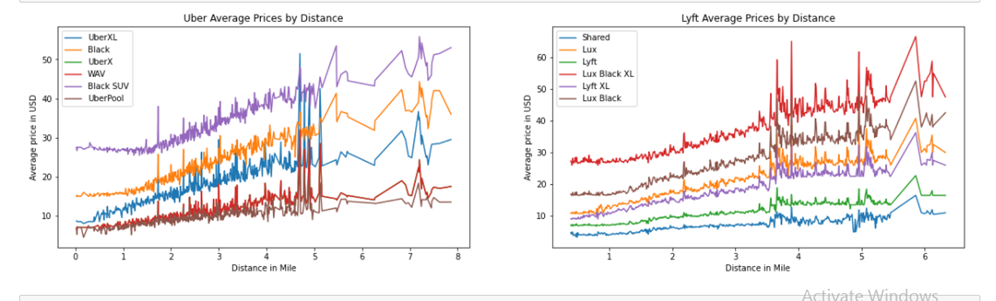 Uber Average Prices by Distance
UberXL
Black
UberX
WAV
Black SUV
UberPool
Average price in USD
50
40
30
20
10
0 1 2 3 4 5 6 7 8
Distance in Mile
Lyft Average Prices by Distance
Shared
Lux
Lyft
Lux Black XL
Lyft XL
Lux Black
Average price in USD
60
50
40
30
20
10
1 2 3 4 5 6
Distance in Mile
Activate Windows